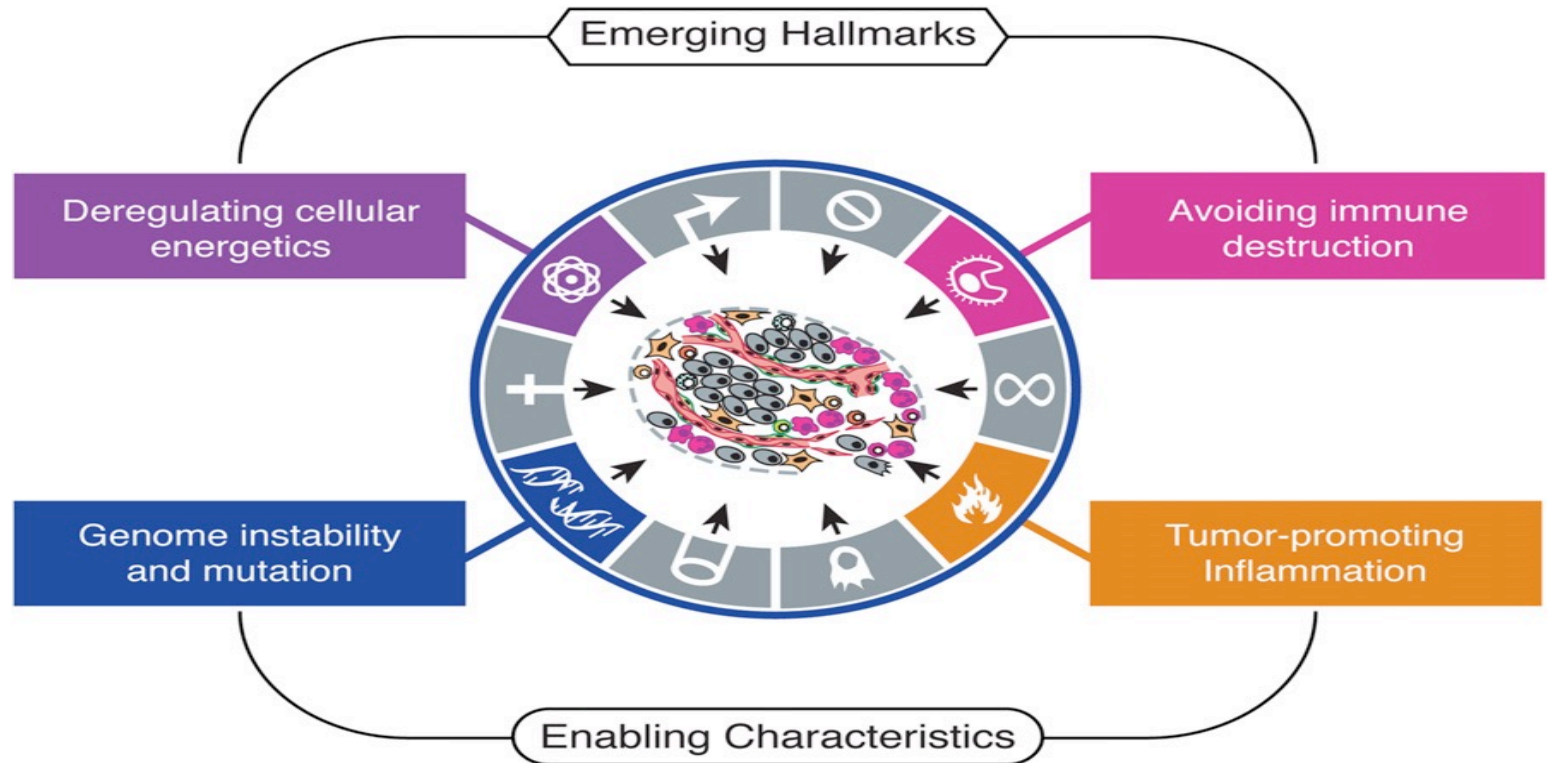 Emerging Hallmarks
Deregulating cellular
energetics
Avoiding immune
destruction
Genome instability
and mutation
Tumor-promoting
Inflammation
Enabling Characteristics